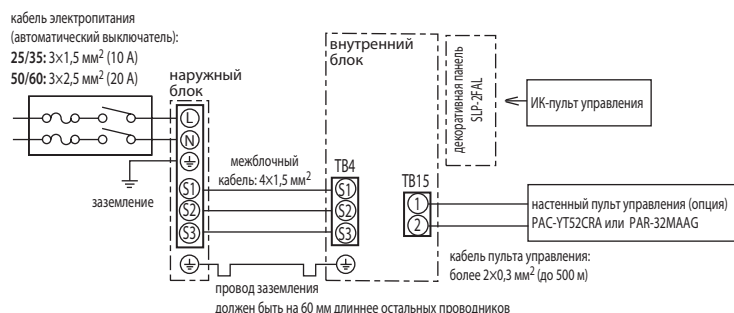 кабель электропитания
(автоматический выключатель):
25/35: 3×1,5 мм² (10 А)
50/60: 3×2,5 мм² (20 А)
наружный
блок
внутренний
блок
декоративная панель
SLP-2FAL
ИК-пульт управления
L
N
заземление
межблочный
кабель: 4×1,5 мм²
S1
S2
S3
TB4
S1
S2
S3
TB15
1
2
настенный пульт управления (опция)
PAC-YT52CRA или PAR-32MAAG
кабель пульта управления:
более 2×0,3 мм² (до 500 м)
провод заземления
должен быть на 60 мм длиннее остальных проводников